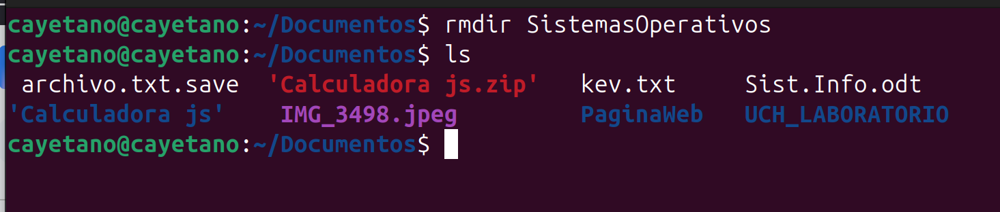 cayetano@cayetano:~/Documentos$ rmdir SistemasOperativos
cayetano@cayetano:~/Documentos$ ls
archivo.txt.save 'Calculadora js.zip' kev.txt Sist.Info.odt
'Calculadora js' IMG_3498.jpeg PaginaWeb UCH_LABORATORIO
cayetano@cayetano:~/Documentos$